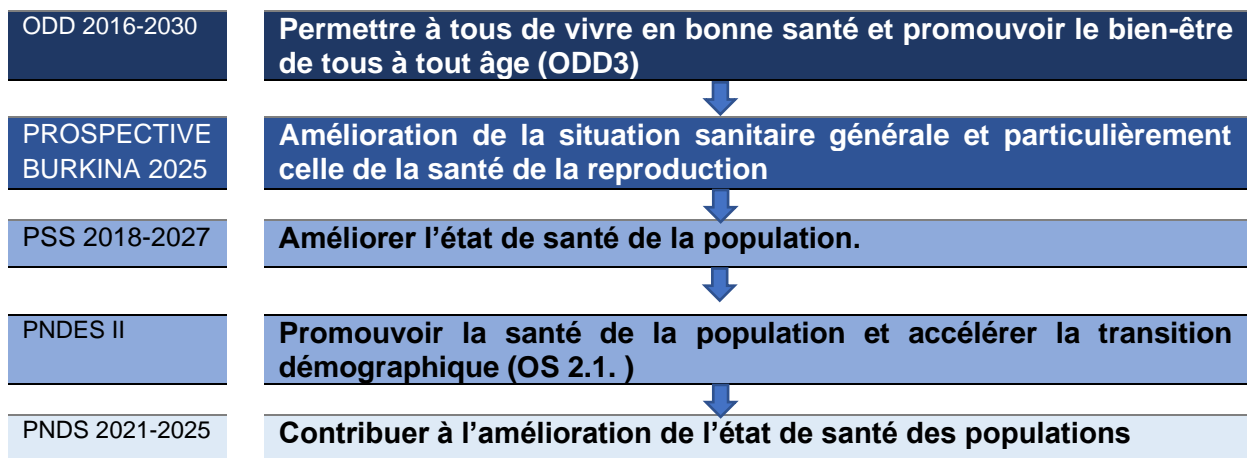 ODD 2016-2030
Permettre à tous de vivre en bonne santé et promouvoir le bien-être
de tous à tout âge (ODD3)
PROSPECTIVE
BURKINA 2025
Amélioration de la situation sanitaire générale et particulièrement
celle de la santé de la reproduction
PSS 2018-2027
Améliorer l’état de santé de la population.
PNDES II
Promouvoir la santé de la population et accélérer la transition
démographique (OS 2.1. )
PNDS 2021-2025
Contribuer à l’amélioration de l’état de santé des populations